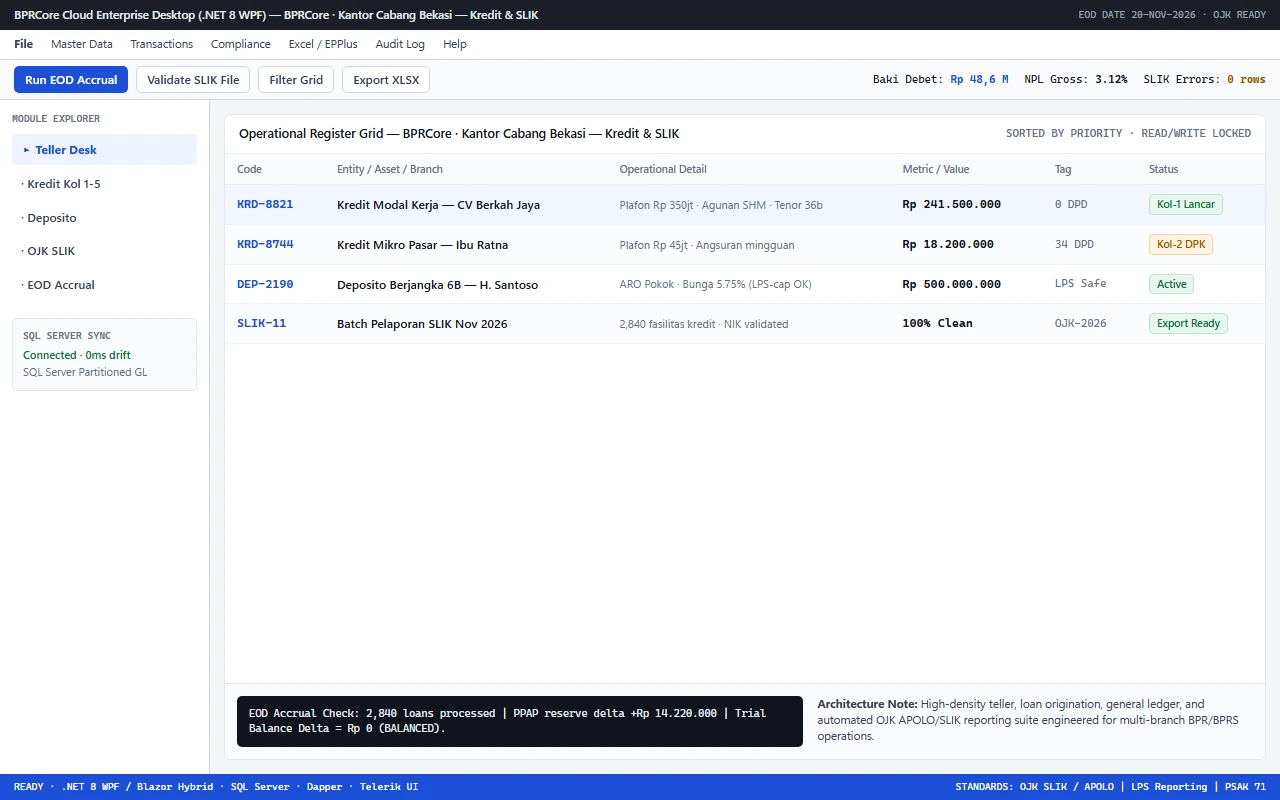 BPRCore Cloud Enterprise Desktop (.NET 8 WPF) — BPRCore · Kantor Cabang Bekasi — Kredit & SLIK
EOD DATE 20-NOV-2026 · OJK READY
File Master Data Transactions Compliance Excel / EPPlus Audit Log Help
Run EOD Accrual Validate SLIK File Filter Grid Export XLSX
Baki Debet: Rp 48,6 M NPL Gross: 3.12% SLIK Errors: 0 rows
MODULE EXPLORER
▸ Teller Desk
· Kredit Kol 1-5
· Deposito
· OJK SLIK
· EOD Accrual
SQL SERVER SYNC
Connected · 0ms drift
SQL Server Partitioned GL
Operational Register Grid — BPRCore · Kantor Cabang Bekasi — Kredit & SLIK
SORTED BY PRIORITY · READ/WRITE LOCKED
Code Entity / Asset / Branch Operational Detail Metric / Value Tag Status
KRD-8821 Kredit Modal Kerja — CV Berkah Jaya Plafon Rp 350jt · Agunan SHM · Tenor 36b Rp 241.500.000 0 DPD Kol-1 Lancar
KRD-8744 Kredit Mikro Pasar — Ibu Ratna Plafon Rp 45jt · Angsuran mingguan Rp 18.200.000 34 DPD Kol-2 DPK
DEP-2190 Deposito Berjangka 6B — H. Santoso ARO Pokok · Bunga 5.75% (LPS-cap OK) Rp 500.000.000 LPS Safe Active
SLIK-11 Batch Pelaporan SLIK Nov 2026 2,840 fasilitas kredit · NIK validated 100% Clean OJK-2026 Export Ready
EOD Accrual Check: 2,840 loans processed | PPAP reserve delta +Rp 14.220.000 | Trial
Balance Delta = Rp 0 (BALANCED).
Architecture Note: High-density teller, loan origination, general ledger, and
automated OJK APOLO/SLIK reporting suite engineered for multi-branch BPR/BPRS
operations.
READY · .NET 8 WPF / Blazor Hybrid · SQL Server · Dapper · Telerik UI
STANDARDS: OJK SLIK / APOLO | LPS Reporting | PSAK 71